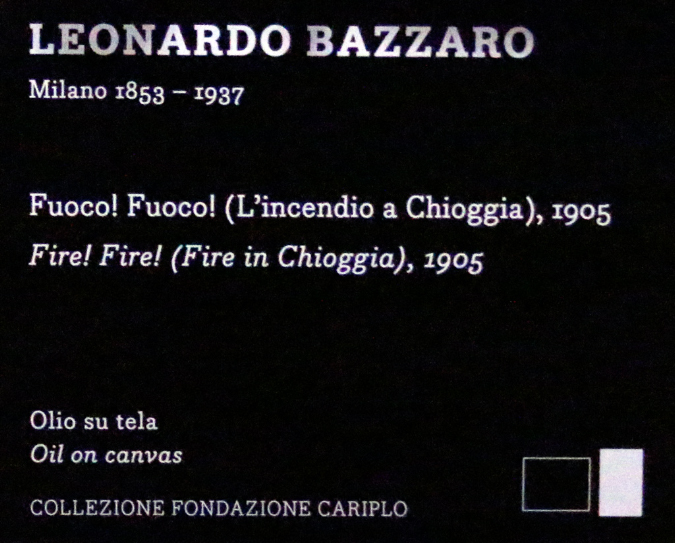 LEONARDO BAZZARO
Milano 1853 – 1937
Fuoco! Fuoco! (L'incendio a Chioggia), 1905
Fire! Fire! (Fire in Chioggia), 1905
Olio su tela
Oil on canvas
COLLEZIONE FONDAZIONE CARIPLO